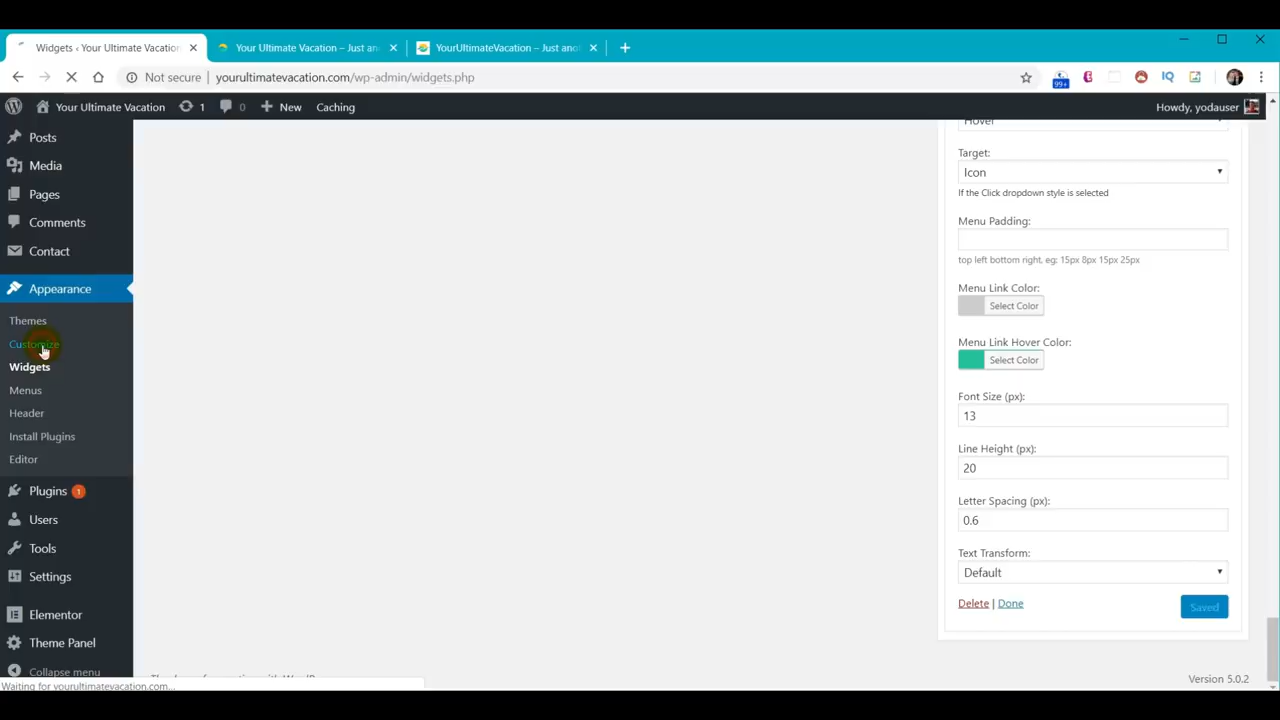 Widgets ‹ Your Ultimate Vacation
Your Ultimate Vacation – Just an
YourUltimateVacation – Just ano
Not secure | yourultimatevacation.com/wp-admin/widgets.php
99+
IQ
Your Ultimate Vacation
1
0
New
Caching
Howdy, yodauser
Posts
Media
Pages
Comments
Contact
Appearance
Themes
Customize
Widgets
Menus
Header
Install Plugins
Editor
Plugins 1
Users
Tools
Settings
Elementor
Theme Panel
Collapse menu
Waiting for yourultimatevacation.com...
Hover
Target:
Icon
If the Click dropdown style is selected
Menu Padding:
top left bottom right, eg: 15px 8px 15px 25px
Menu Link Color:
Select Color
Menu Link Hover Color:
Select Color
Font Size (px):
13
Line Height (px):
20
Letter Spacing (px):
0.6
Text Transform:
Default
Delete | Done
Saved
Version 5.0.2